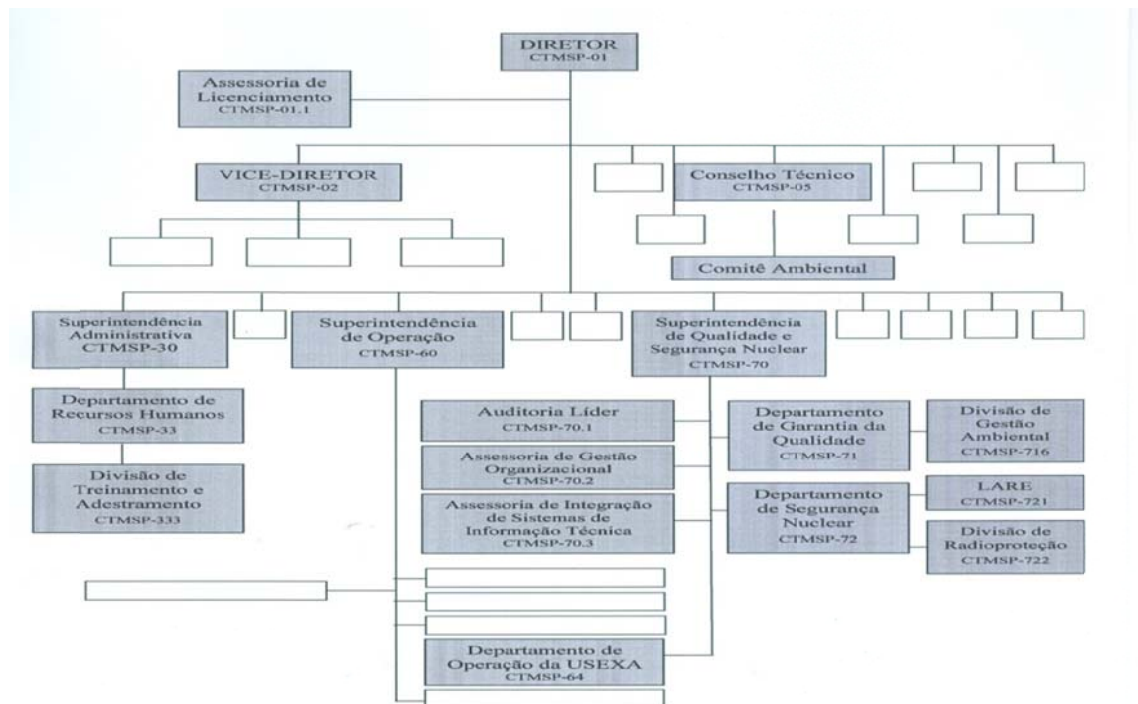 DIRETOR
CTMSP-01
Assessoria de
Licenciamento
CTMSP-01.1
VICE-DIRETOR
CTMSP-02
Conselho Técnico
CTMSP-05
Comitê Ambiental
Superintendência
Administrativa
CTMSP-30
Superintendência
de Operação
CTMSP-60
Superintendência
de Qualidade e
Segurança Nuclear
CTMSP-70
Departamento de
Recursos Humanos
CTMSP-33
Divisão de
Treinamento e
Adestramento
CTMSP-333
Auditoria Líder
CTMSP-70.1
Assessoria de Gestão
Organizacional
CTMSP-70.2
Assessoria de Integração
de Sistemas de
Informação Técnica
CTMSP-70.3
Departamento
de Garantia da
Qualidade
CTMSP-71
Divisão de
Gestão
Ambiental
CTMSP-716
Departamento
de Segurança
Nuclear
CTMSP-72
LARE
CTMSP-721
Divisão de
Radioproteção
CTMSP-722
Departamento de
Operação da USEXA
CTMSP-64